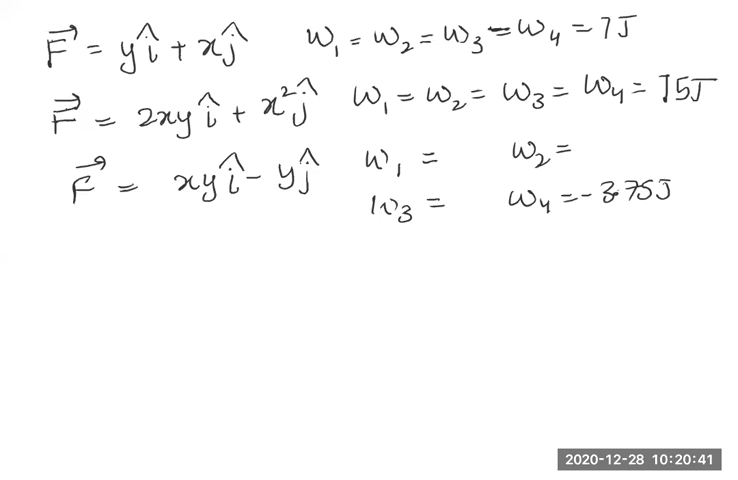 F⃗ = yî + xĵ    W₁ = W₂ = W₃ = W₄ = 7J
F⃗ = 2xyî + x²ĵ    W₁ = W₂ = W₃ = W₄ = 15J
F⃗ = xyî - yĵ    W₁ =    W₂ =
W₃ =    W₄ = -3.75J
2020-12-28 10:20:41